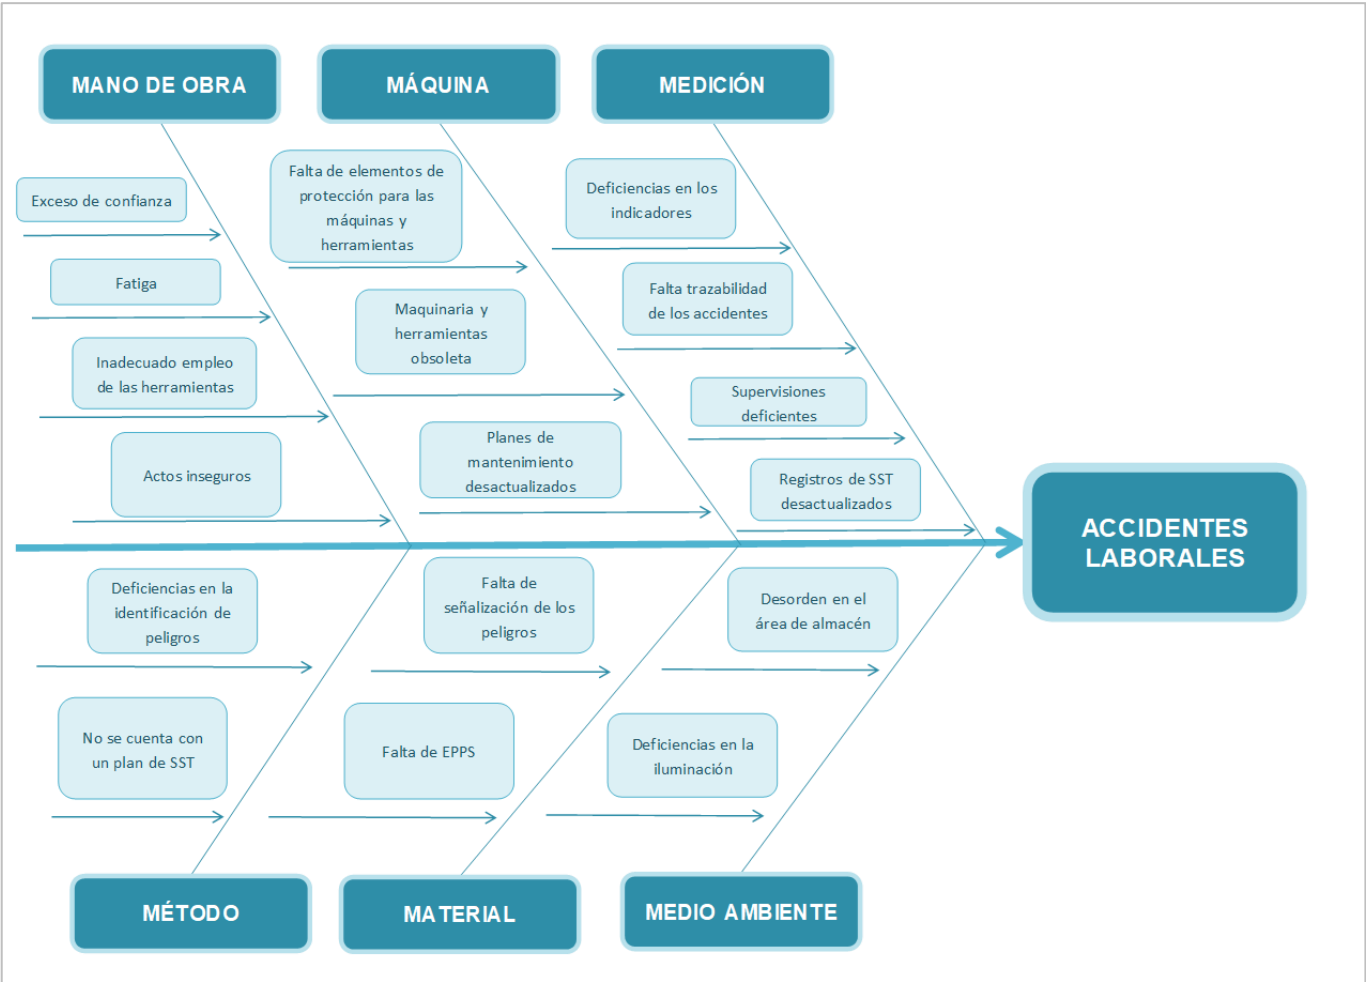 MANO DE OBRA
MÁQUINA
MEDICIÓN
Exceso de confianza
Fatiga
Inadecuado empleo
de las herramientas
Actos inseguros
Falta de elementos de
protección para las
máquinas y
herramientas
Maquinaria y
herramientas
obsoleta
Planes de
mantenimiento
desactualizados
Deficiencias en los
indicadores
Falta trazabilidad
de los accidentes
Supervisiones
deficientes
Registros de SST
desactualizados
ACCIDENTES
LABORALES
Deficiencias en la
identificación de
peligros
No se cuenta con
un plan de SST
Falta de
señalización de los
peligros
Falta de EPPS
Desorden en el
área de almacén
Deficiencias en la
iluminación
MÉTODO
MATERIAL
MEDIO AMBIENTE